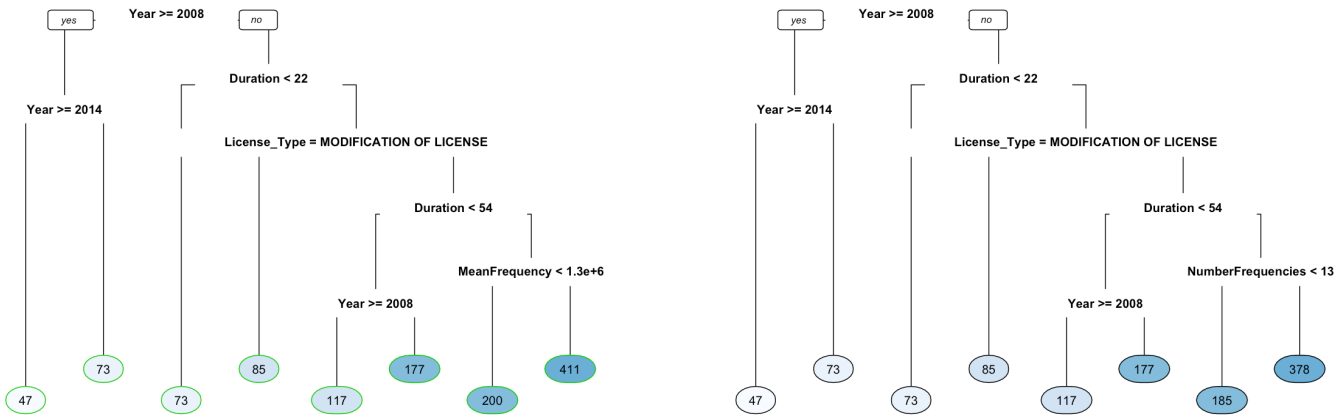 Year >= 2008
yes
no
Duration < 22
Year >= 2014
License_Type = MODIFICATION OF LICENSE
Duration < 54
MeanFrequency < 1.3e+6
Year >= 2008
73
85
177
411
47
73
117
200
Year >= 2008
yes
no
Duration < 22
Year >= 2014
License_Type = MODIFICATION OF LICENSE
Duration < 54
NumberFrequencies < 13
Year >= 2008
73
85
177
378
47
73
117
185